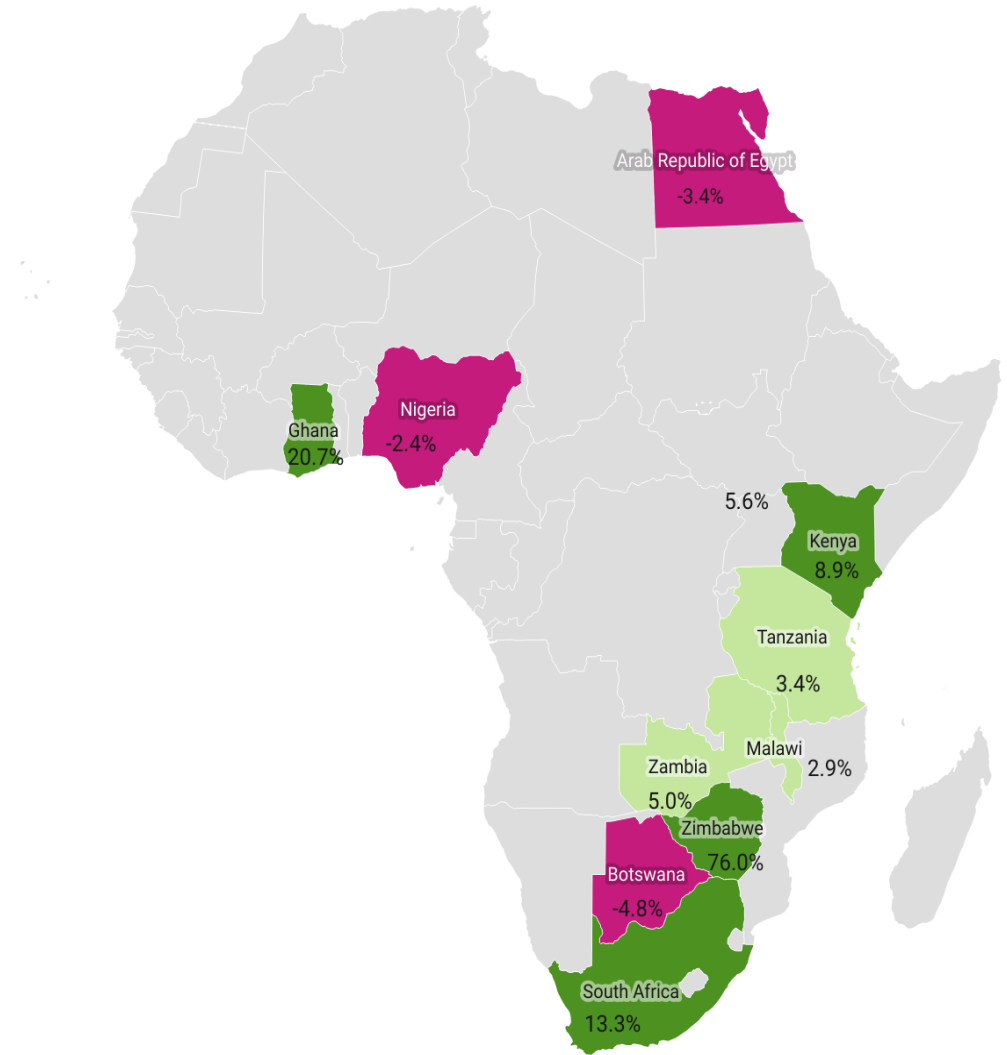 Arab Republic of Egypt
-3.4%
Nigeria
-2.4%
Ghana
20.7%
5.6%
Kenya
8.9%
Tanzania
3.4%
Malawi
2.9%
Zambia
5.0%
Zimbabwe
76.0%
Botswana
-4.8%
South Africa
13.3%